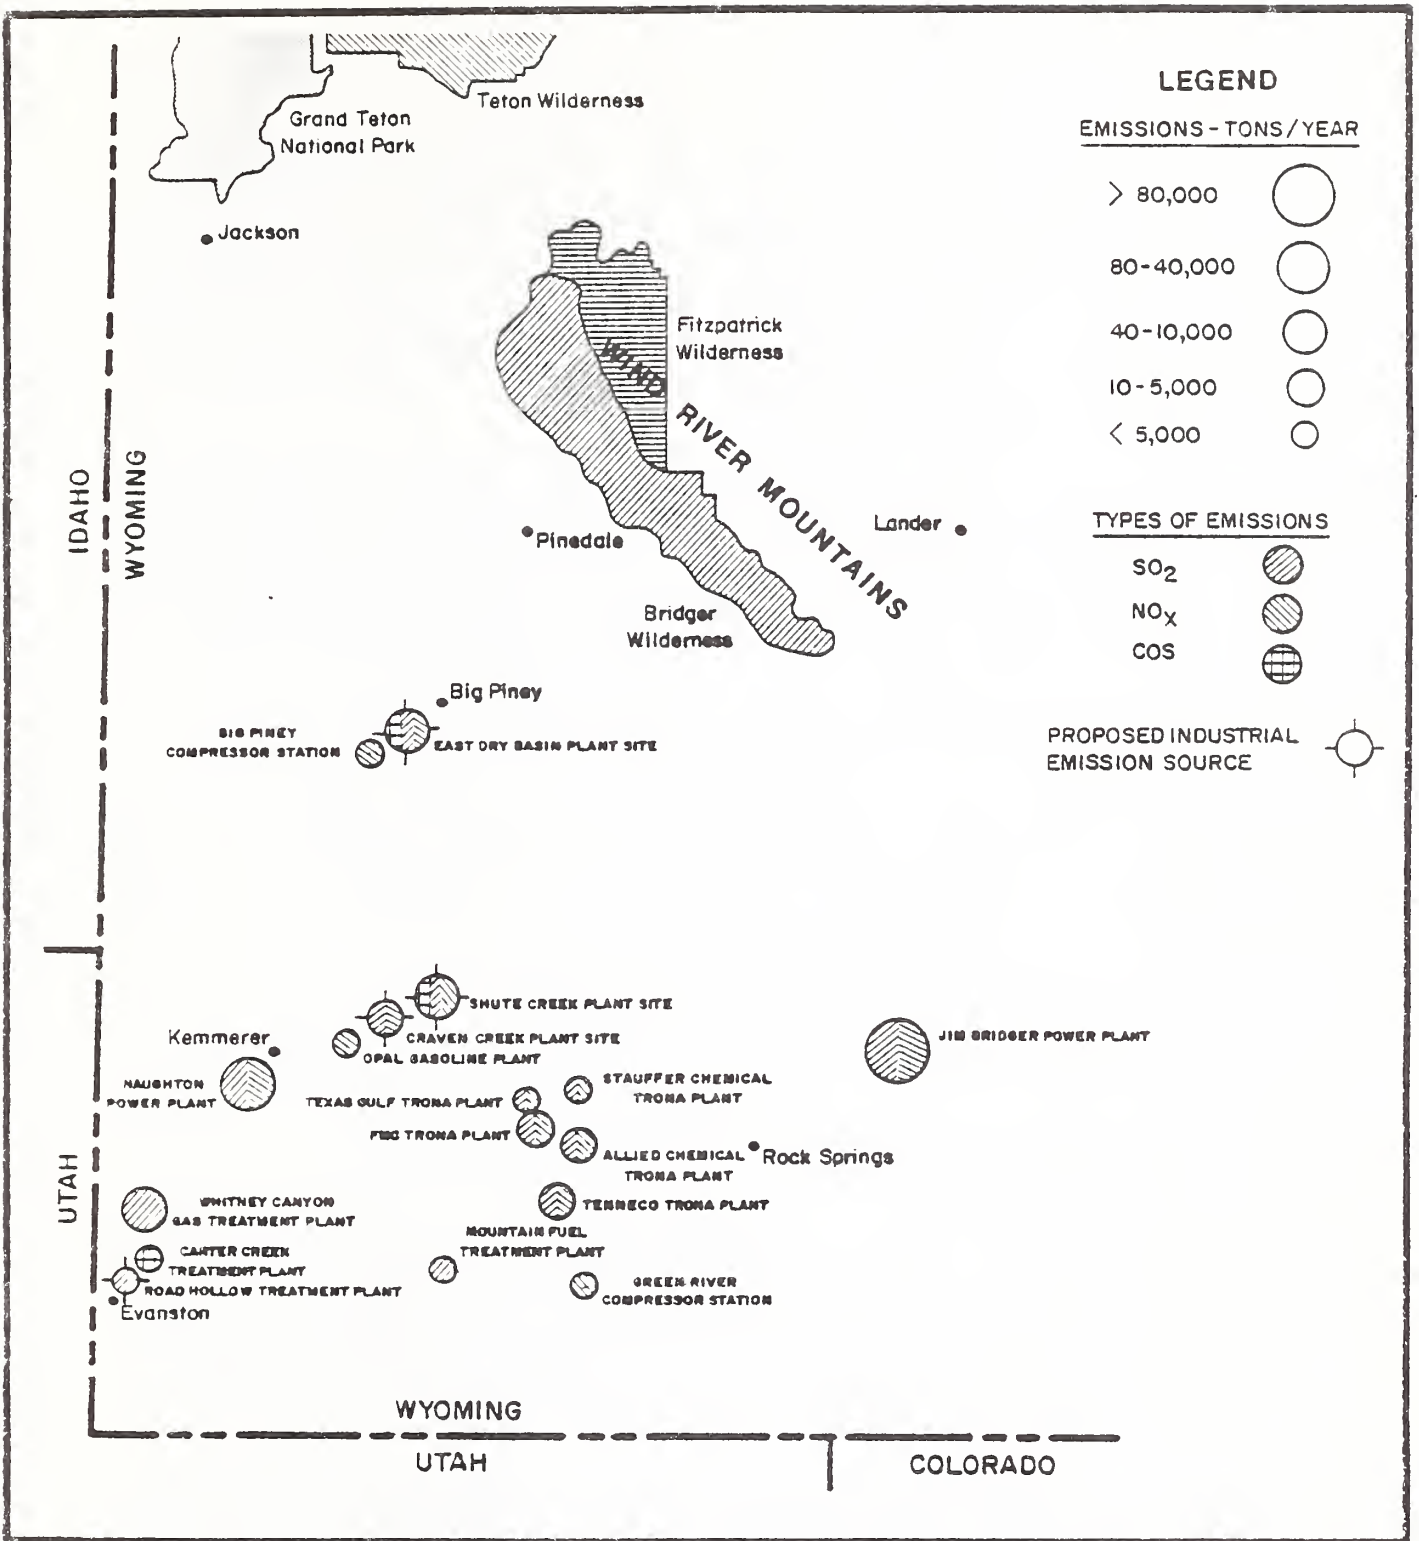 Teton Wilderness
Grand Teton
National Park
Jackson
LEGEND
EMISSIONS - TONS/YEAR
> 80,000
80-40,000
40-10,000
10-5,000
< 5,000
TYPES OF EMISSIONS
SO2
NOX
COS
PROPOSED INDUSTRIAL
EMISSION SOURCE
Fitzpatrick
Wilderness
WIND RIVER MOUNTAINS
Lander
Pinedale
Bridger
Wilderness
IDAHO
WYOMING
Big Piney
BIG PINEY
COMPRESSOR STATION
EAST DRY BASIN PLANT SITE
SHUTE CREEK PLANT SITE
CRAVEN CREEK PLANT SITE
OPAL GASOLINE PLANT
Kemmerer
NAUGHTON
POWER PLANT
JIM BRIDGER POWER PLANT
STAUFFER CHEMICAL
TRONA PLANT
TEXAS GULF TRONA PLANT
FMC TRONA PLANT
ALLIED CHEMICAL
TRONA PLANT
Rock Springs
UTAH
WHITNEY CANYON
GAS TREATMENT PLANT
TENNECO TRONA PLANT
MOUNTAIN FUEL
TREATMENT PLANT
CARTER CREEK
TREATMENT PLANT
ROAD HOLLOW TREATMENT PLANT
Evanston
GREEN RIVER
COMPRESSOR STATION
WYOMING
UTAH
COLORADO